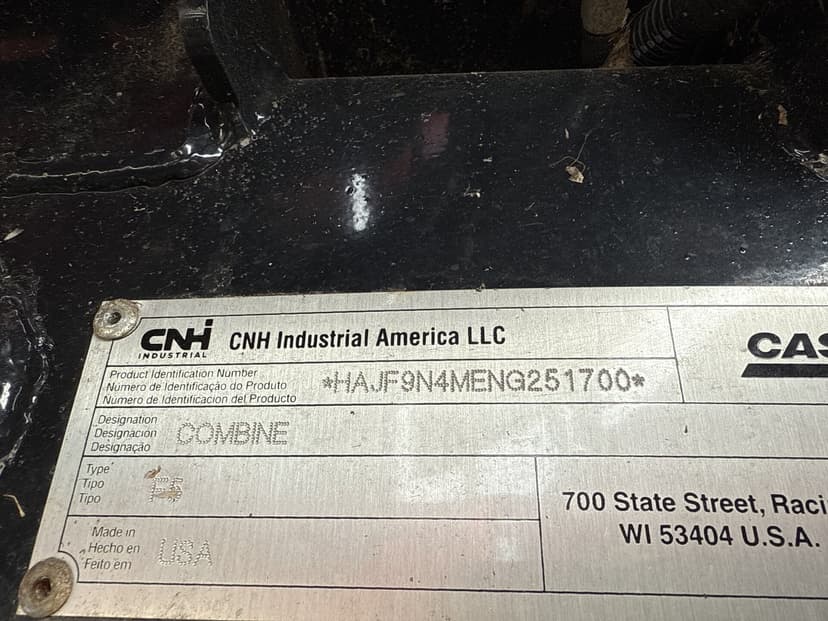 CNH
INDUSTRIAL
CNH Industrial America LLC
CAS
Product Identification Number
Número de Identificação do Produto
Numero de Identificacion del Producto
*HAJF9N4MENG251700*
Designation
Designación
Designação
COMBINE
Type
Tipo
Tipo
700 State Street, Raci
WI 53404 U.S.A.
Made in
Hecho en
Feito em
USA